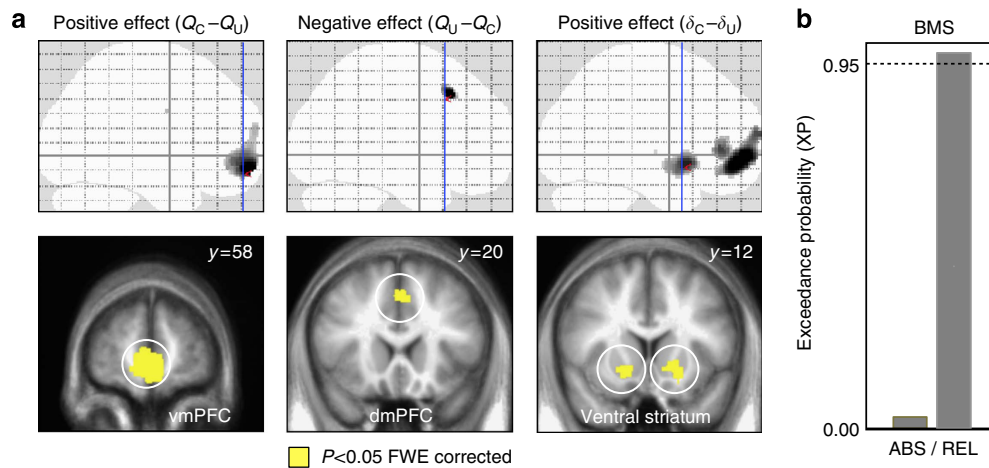 a
Positive effect (Q_C–Q_U)
Negative effect (Q_U–Q_C)
Positive effect (δ_C–δ_U)
y=58
y=20
y=12
vmPFC
dmPFC
Ventral striatum
P<0.05 FWE corrected
b
BMS
0.95
Exceedance probability (XP)
0.00
ABS / REL